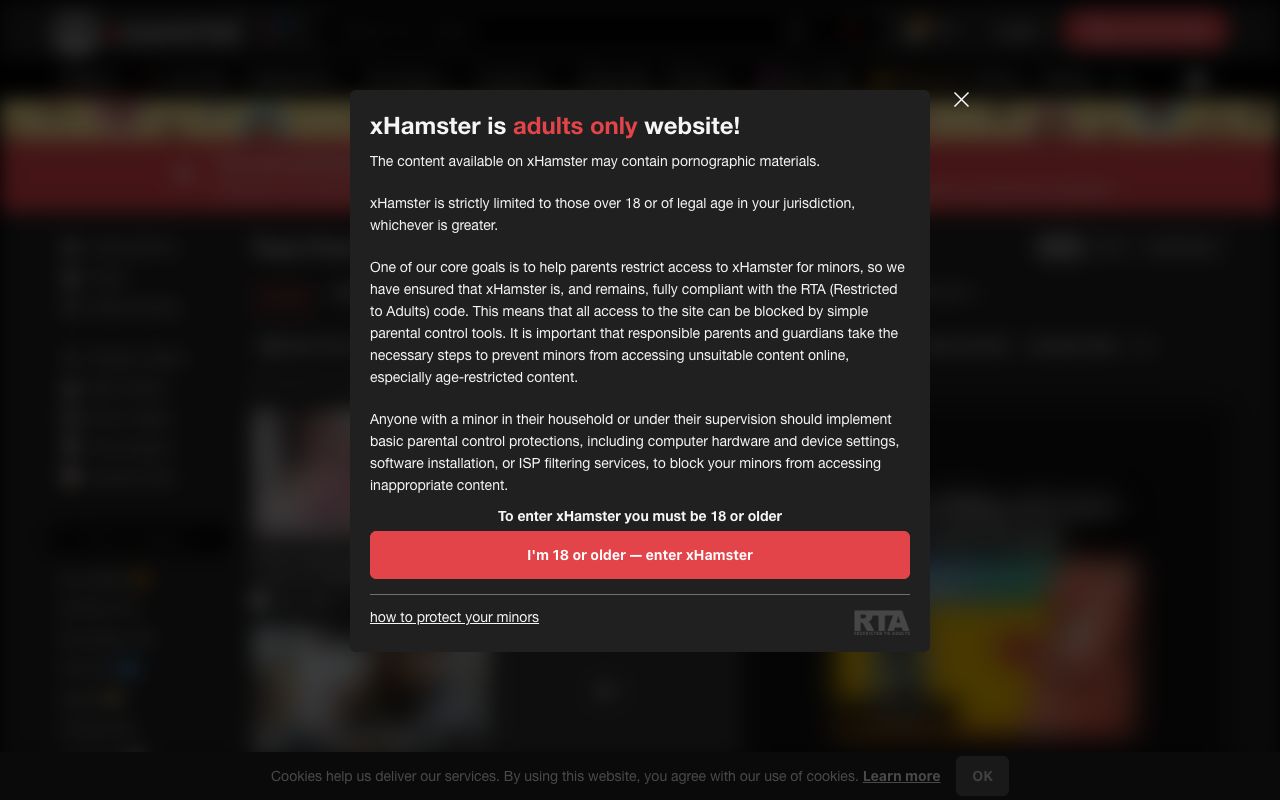 xHamster is adults only website!
The content available on xHamster may contain pornographic materials.
xHamster is strictly limited to those over 18 or of legal age in your jurisdiction,
whichever is greater.
One of our core goals is to help parents restrict access to xHamster for minors, so we
have ensured that xHamster is, and remains, fully compliant with the RTA (Restricted
to Adults) code. This means that all access to the site can be blocked by simple
parental control tools. It is important that responsible parents and guardians take the
necessary steps to prevent minors from accessing unsuitable content online,
especially age-restricted content.
Anyone with a minor in their household or under their supervision should implement
basic parental control protections, including computer hardware and device settings,
software installation, or ISP filtering services, to block your minors from accessing
inappropriate content.
To enter xHamster you must be 18 or older
I'm 18 or older — enter xHamster
how to protect your minors
RTA
RESTRICTED TO ADULTS
Cookies help us deliver our services. By using this website, you agree with our use of cookies. Learn more
OK